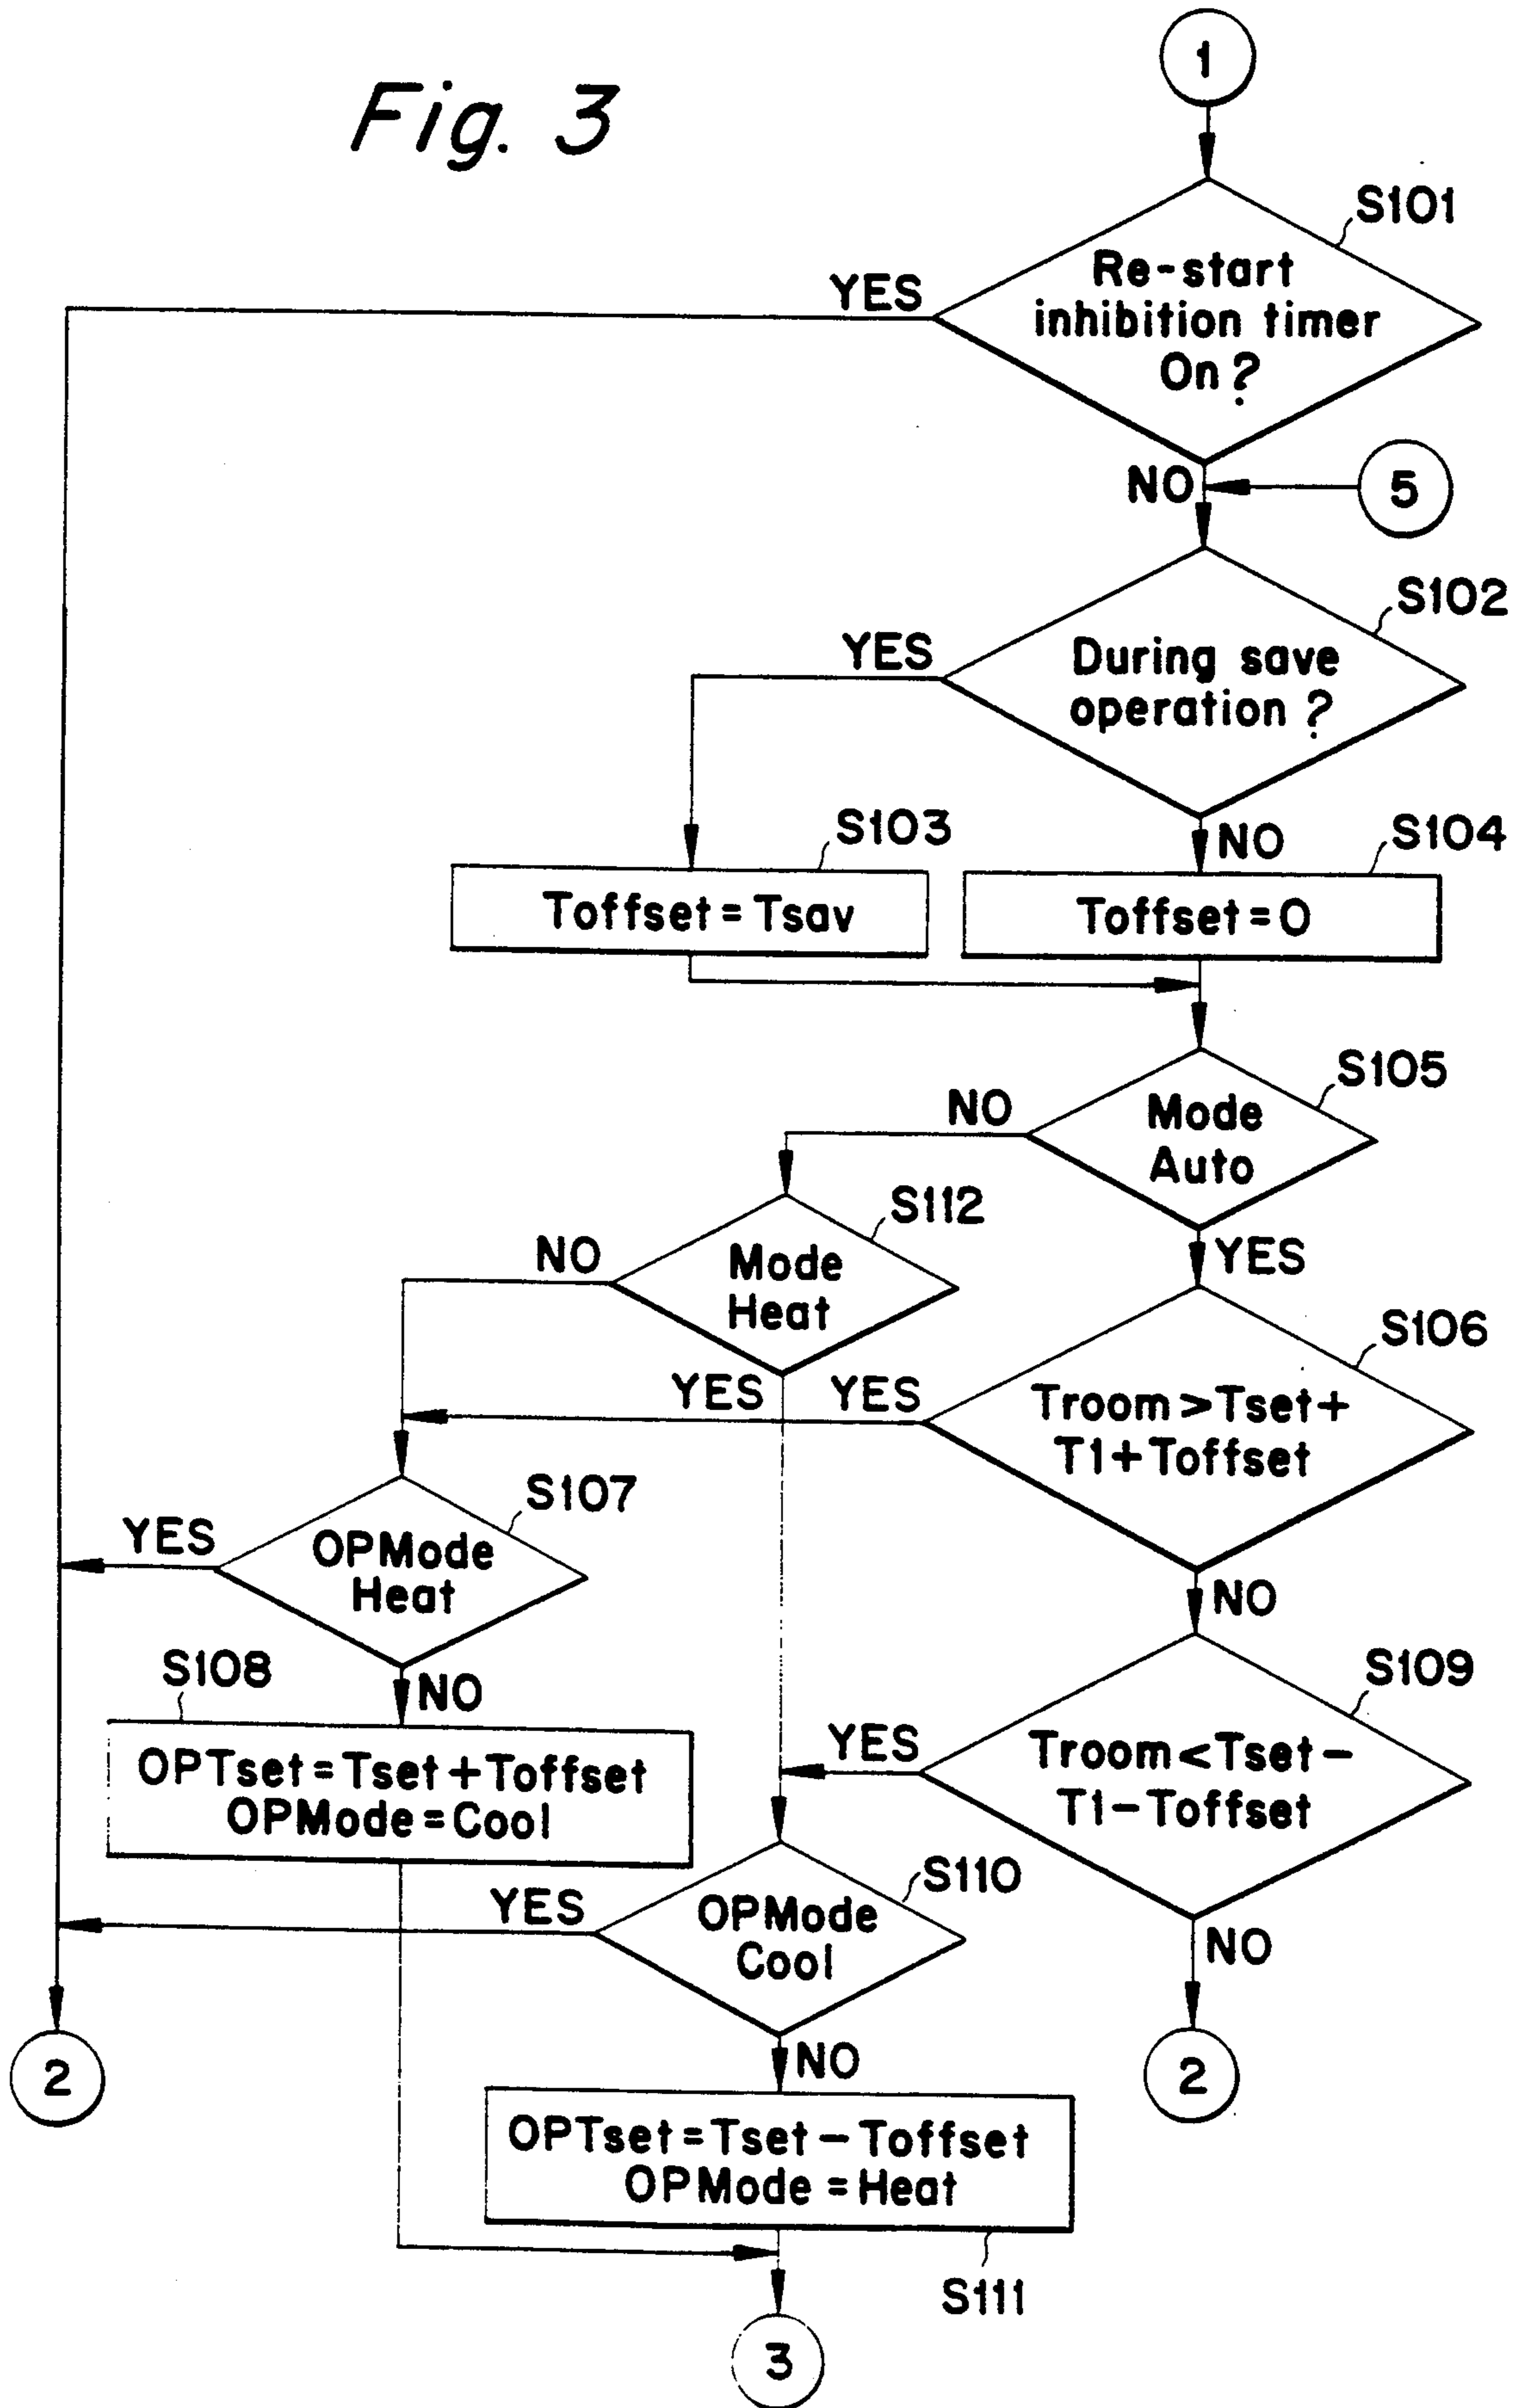 Fig. 3
1
S101
Re-start
inhibition timer
On ?
YES
NO
5
S102
During save
operation ?
YES
NO
S103
Toffset = Tsav
S104
Toffset = 0
S105
Mode
Auto
NO
YES
S112
Mode
Heat
NO
YES
S106
Troom > Tset +
T1 + Toffset
YES
NO
S107
OPMode
Heat
YES
NO
S108
OPTset = Tset + Toffset
OPMode = Cool
S109
Troom < Tset -
T1 - Toffset
YES
NO
S110
OPMode
Cool
YES
NO
2
2
OPTset = Tset - Toffset
OPMode = Heat
S111
3